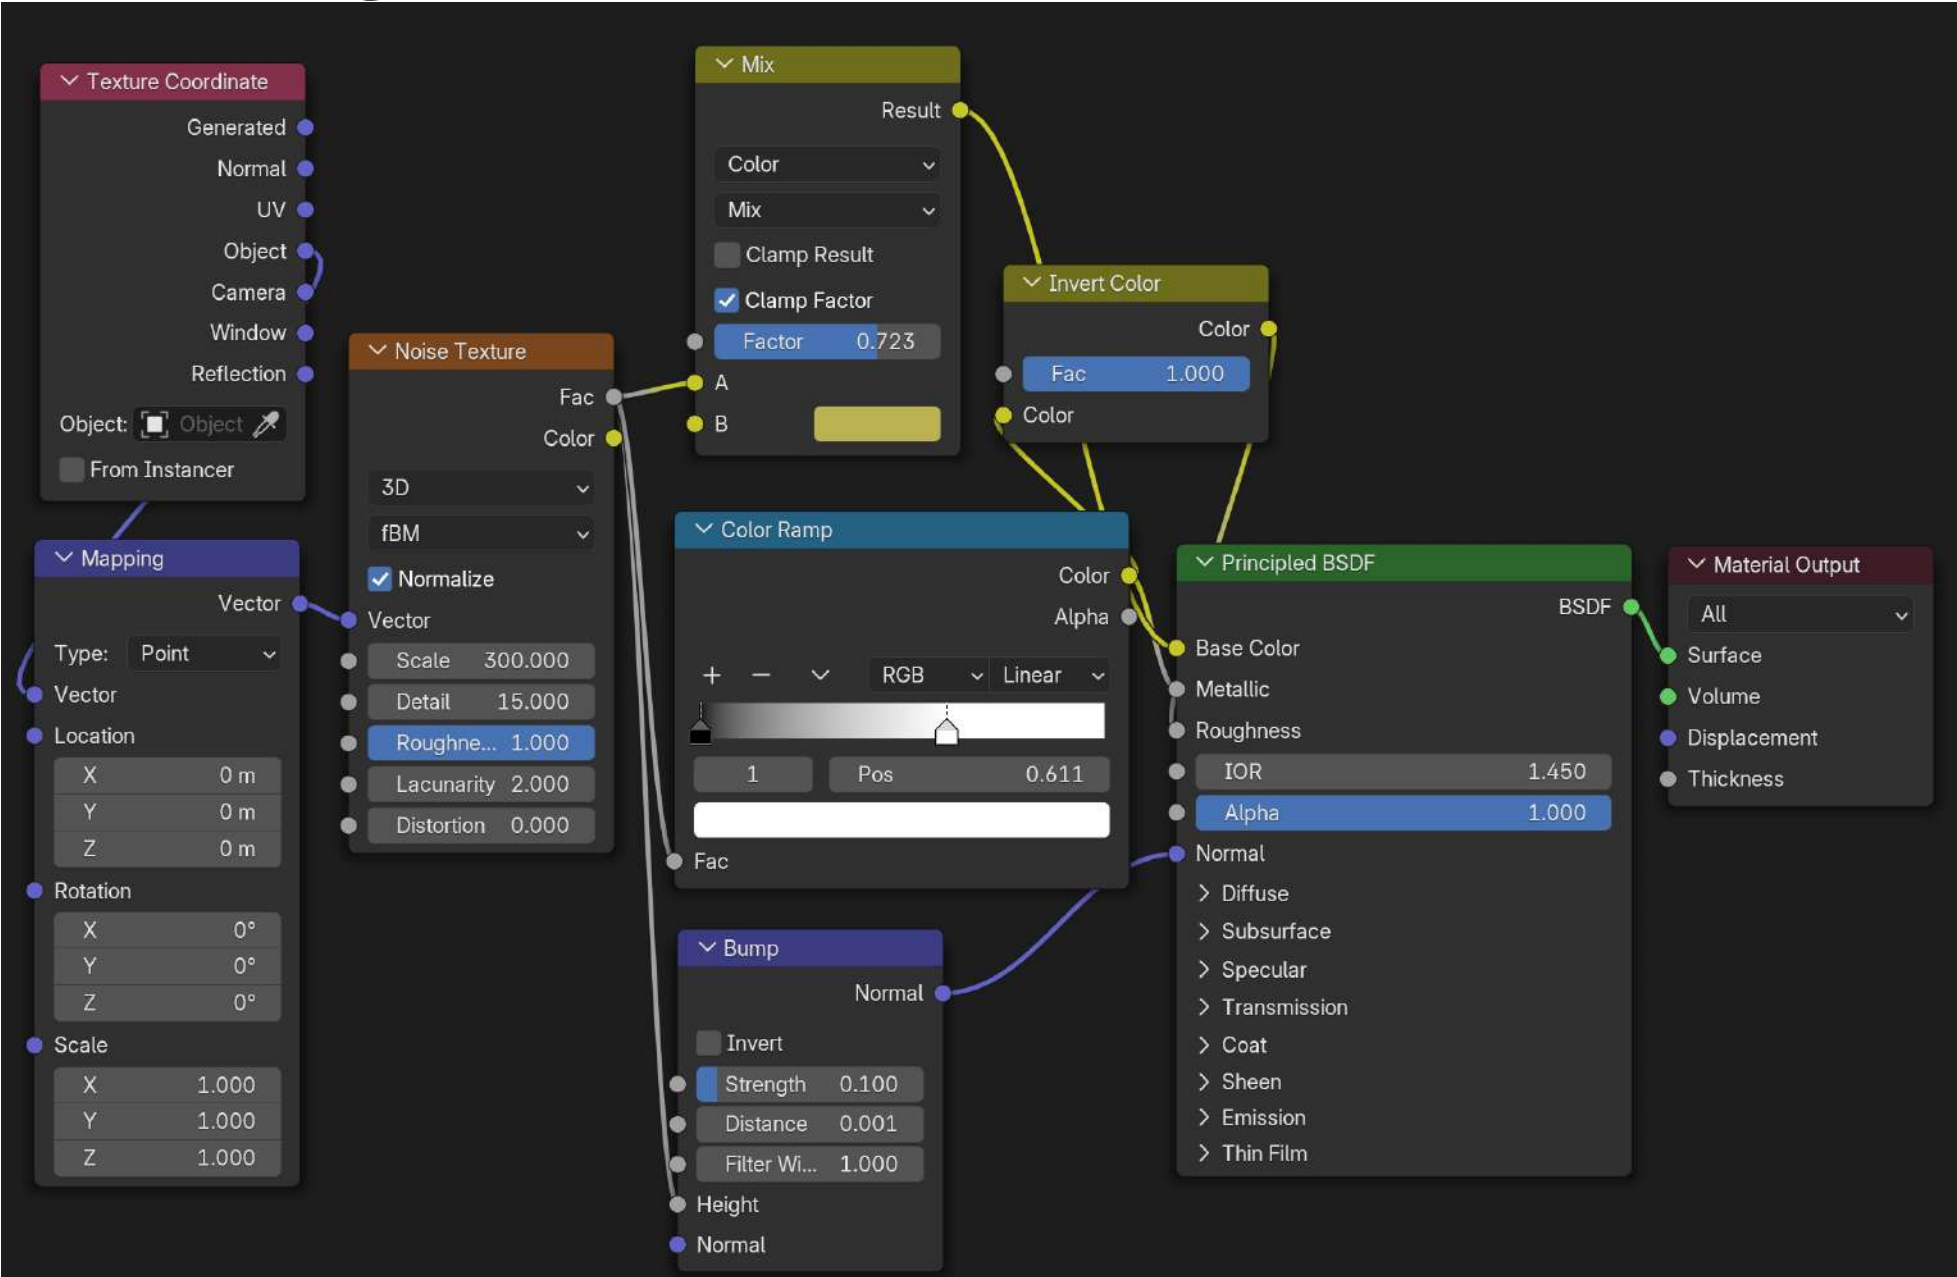 Texture Coordinate
Generated
Normal
UV
Object
Camera
Window
Reflection
Object: Object
From Instancer
Mapping
Vector
Type: Point
Vector
Location
X 0 m
Y 0 m
Z 0 m
Rotation
X 0°
Y 0°
Z 0°
Scale
X 1.000
Y 1.000
Z 1.000
Noise Texture
Fac
Color
3D
fBM
Normalize
Vector
Scale 300.000
Detail 15.000
Roughne... 1.000
Lacunarity 2.000
Distortion 0.000
Mix
Result
Color
Mix
Clamp Result
Clamp Factor
Factor 0.723
A
B
Invert Color
Color
Fac 1.000
Color
Color Ramp
Color
Alpha
RGB Linear
1 Pos 0.611
Fac
Bump
Normal
Invert
Strength 0.100
Distance 0.001
Filter Wi... 1.000
Height
Normal
Principled BSDF
BSDF
Base Color
Metallic
Roughness
IOR 1.450
Alpha 1.000
Normal
Diffuse
Subsurface
Specular
Transmission
Coat
Sheen
Emission
Thin Film
Material Output
All
Surface
Volume
Displacement
Thickness